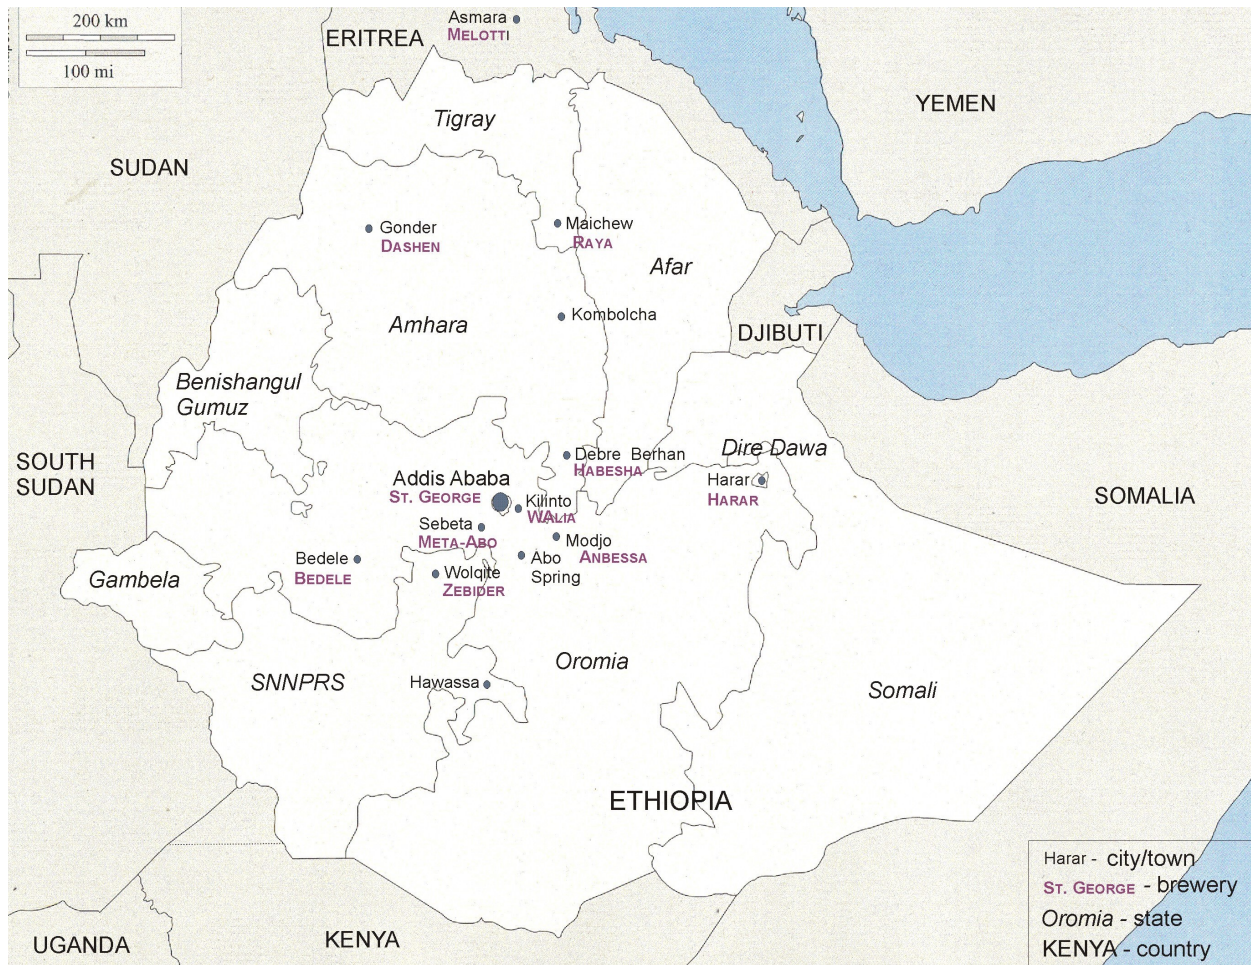 200 km
100 mi
Asmara
MELOTTI
ERITREA
YEMEN
Tigray
SUDAN
Gonder
DASHEN
Maichew
RAYA
Afar
Kombolcha
Amhara
DJIBUTI
Benishangul
Gumuz
Dire Dawa
SOUTH
SUDAN
Debre Berhan
HABESHA
Addis Ababa
ST. GEORGE
Harar
HARAR
SOMALIA
Kilinto
WALIA
Sebeta
META-ABO
Modjo
ANBESSA
Bedele
BEDELE
Abo
Spring
Wolqite
ZEBIDER
Gambela
Oromia
SNNPRS
Hawassa
Somali
ETHIOPIA
Harar - city/town
ST. GEORGE - brewery
Oromia - state
KENYA - country
UGANDA
KENYA